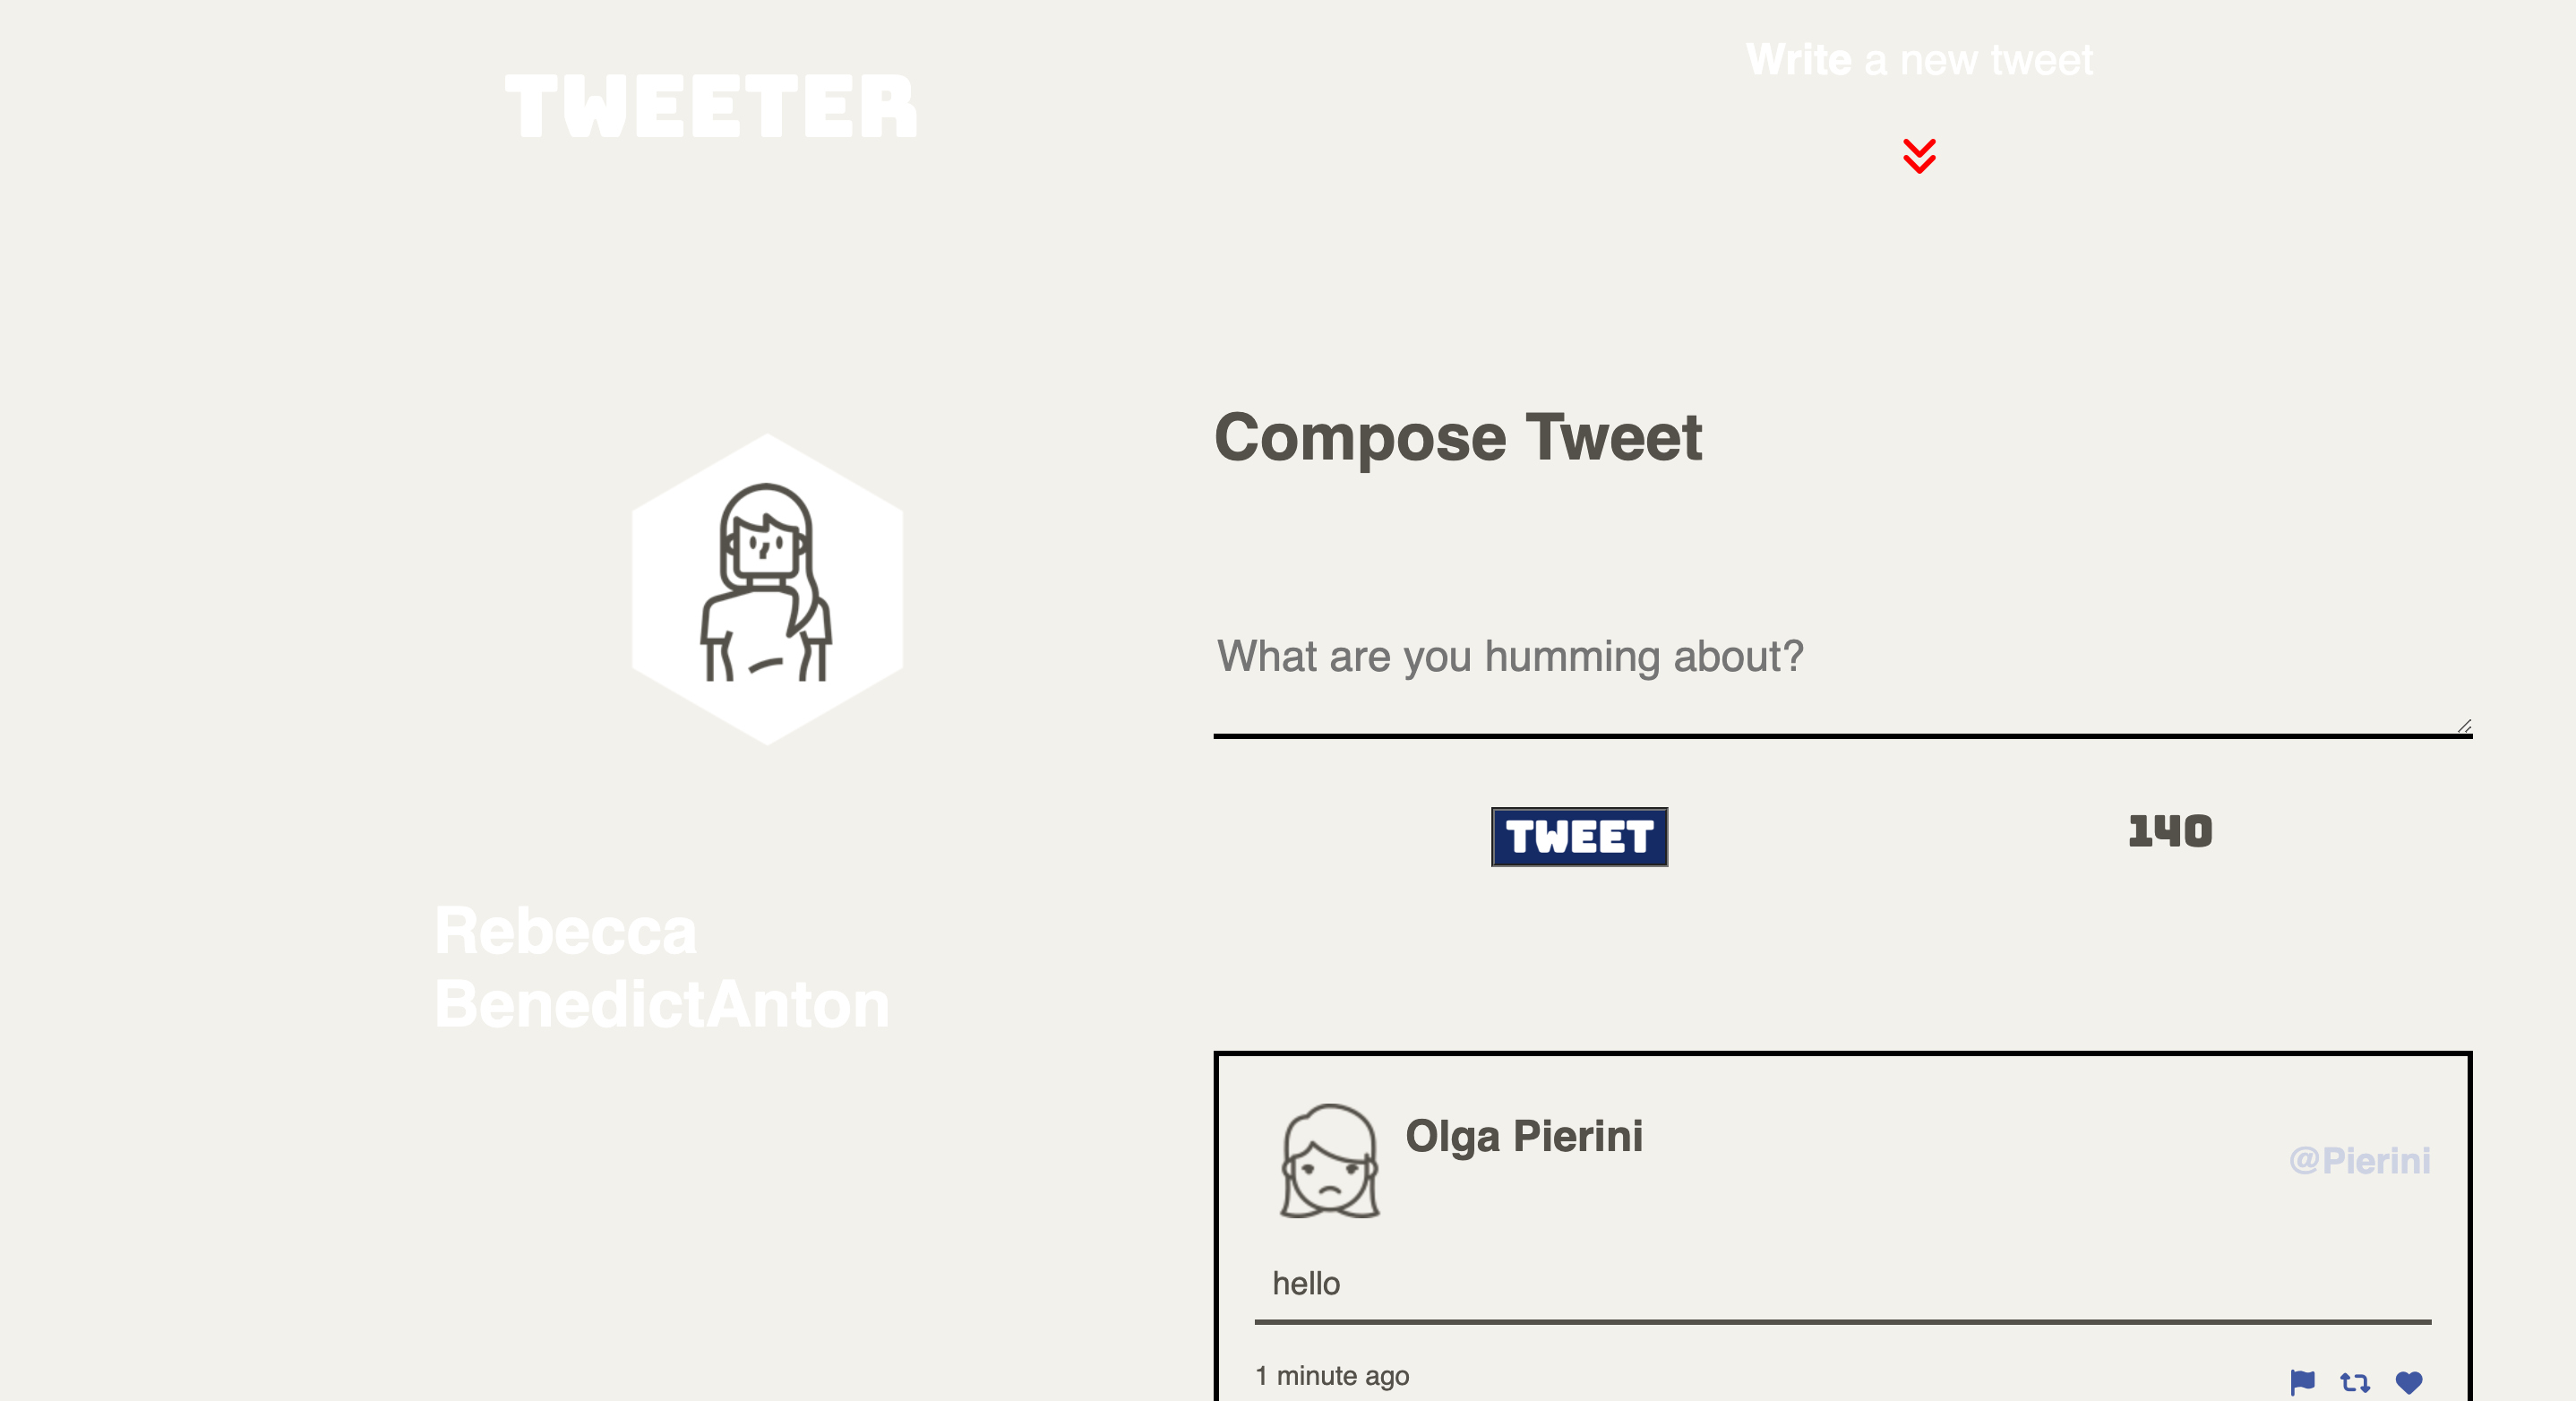 TWEETER
Write a new tweet
Rebecca
BenedictAnton
Compose Tweet
What are you humming about?
TWEET
140
Olga Pierini
@Pierini
hello
1 minute ago